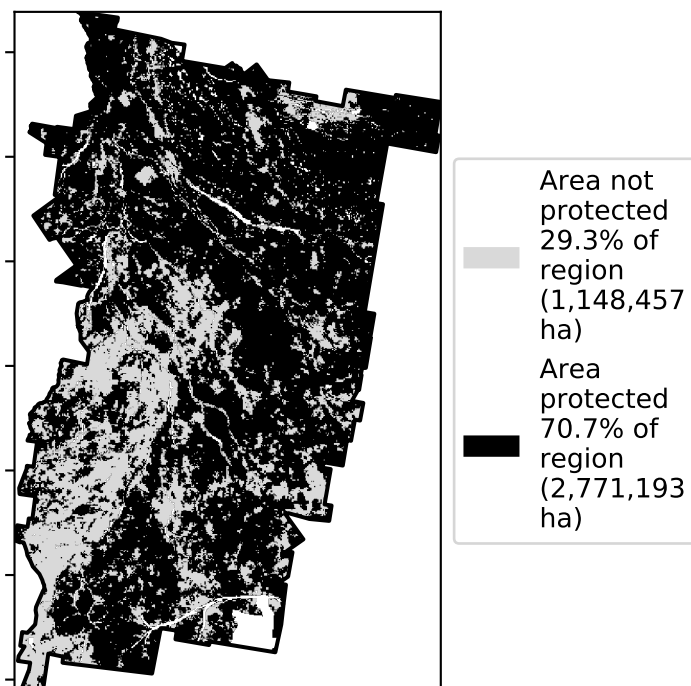 Area not
protected
29.3% of
region
(1,148,457
ha)
Area
protected
70.7% of
region
(2,771,193
ha)